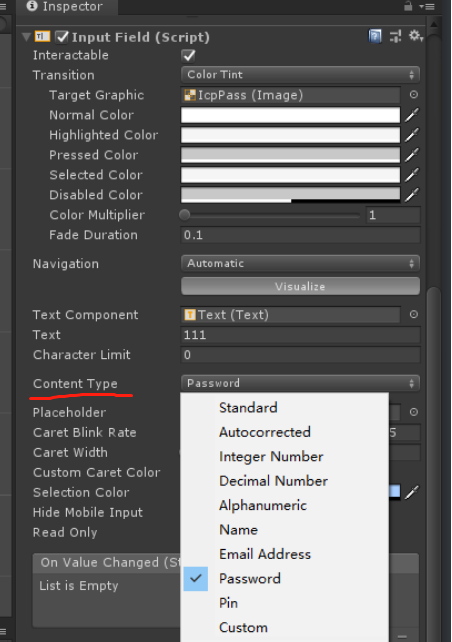 Inspector
Input Field (Script)
Interactable
Transition Color Tint
Target Graphic IcpPass (Image)
Normal Color
Highlighted Color
Pressed Color
Selected Color
Disabled Color
Color Multiplier 1
Fade Duration 0.1
Navigation Automatic
Visualize
Text Component Text (Text)
Text 111
Character Limit 0
Content Type Password
Placeholder
Caret Blink Rate 5
Caret Width
Custom Caret Color
Selection Color
Hide Mobile Input
Read Only
On Value Changed (St
List is Empty
Standard
Autocorrected
Integer Number
Decimal Number
Alphanumeric
Name
Email Address
Password
Pin
Custom